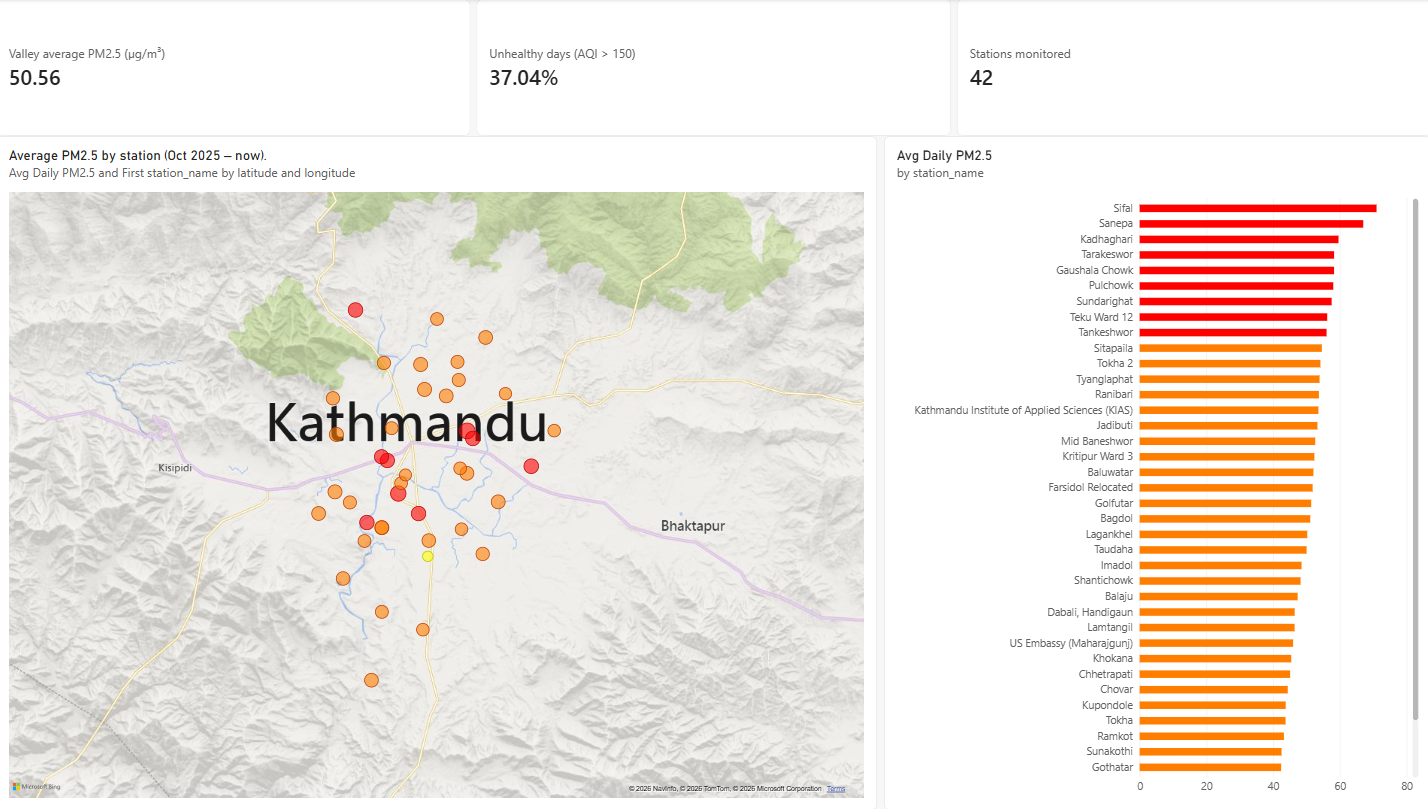 Valley average PM2.5 (µg/m³)
50.56
Unhealthy days (AQI > 150)
37.04%
Stations monitored
42
Average PM2.5 by station (Oct 2025 – now).
Avg Daily PM2.5 and First station_name by latitude and longitude
Kathmandu
Kisipidi
Bhaktapur
Microsoft Bing
© 2026 NavInfo, © 2026 TomTom, © 2026 Microsoft Corporation Terms
Avg Daily PM2.5
by station_name
Sifal
Sanepa
Kadhaghari
Tarakeswor
Gaushala Chowk
Pulchowk
Sundarighat
Teku Ward 12
Tankeshwor
Sitapaila
Tokha 2
Tyanglaphat
Ranibari
Kathmandu Institute of Applied Sciences (KIAS)
Jadibuti
Mid Baneshwor
Kritipur Ward 3
Baluwatar
Farsidol Relocated
Golfutar
Bagdol
Lagankhel
Taudaha
Imadol
Shantichowk
Balaju
Dabali, Handigaun
Lamtangil
US Embassy (Maharajgunj)
Khokana
Chhetrapati
Chovar
Kupondole
Tokha
Ramkot
Sunakothi
Gothatar
0 20 40 60 80